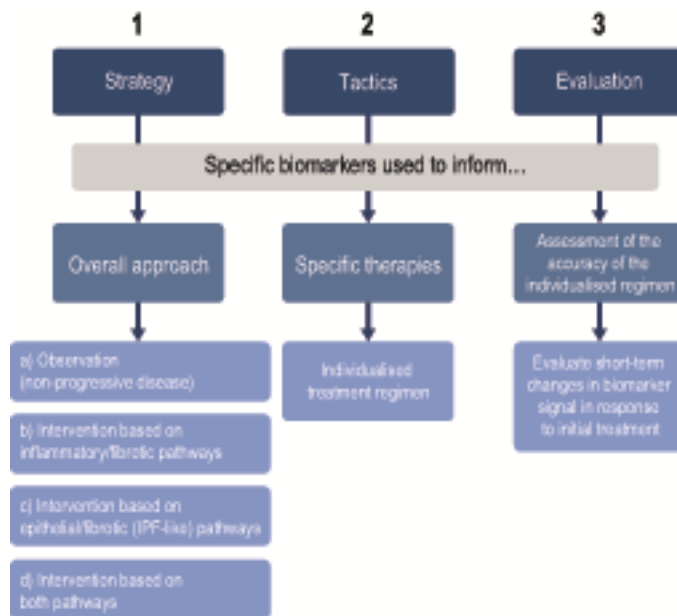 1
2
3
Strategy
Tactics
Evaluation
Specific biomarkers used to inform...
Overall approach
Specific therapies
Assessment of the
accuracy of the
individualised regimen
a) Observation
(non-progressive disease)
b) Intervention based on
inflammatory/fibrotic pathways
c) Intervention based on
epithelial/fibrotic (IPF-like) pathways
d) Intervention based on
both pathways
Individualised
treatment regimen
Evaluate short-term
changes in biomarker
signal in response
to initial treatment